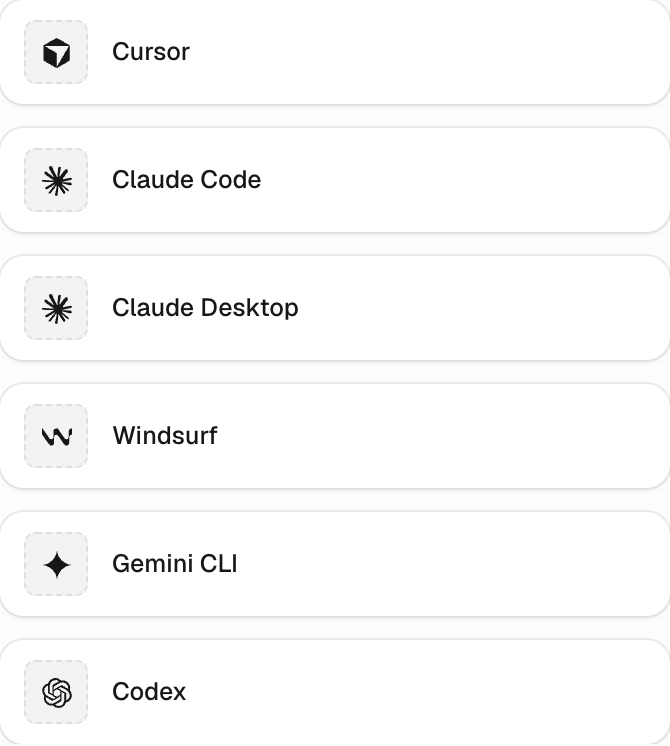 Cursor
Claude Code
Claude Desktop
Windsurf
Gemini CLI
Codex